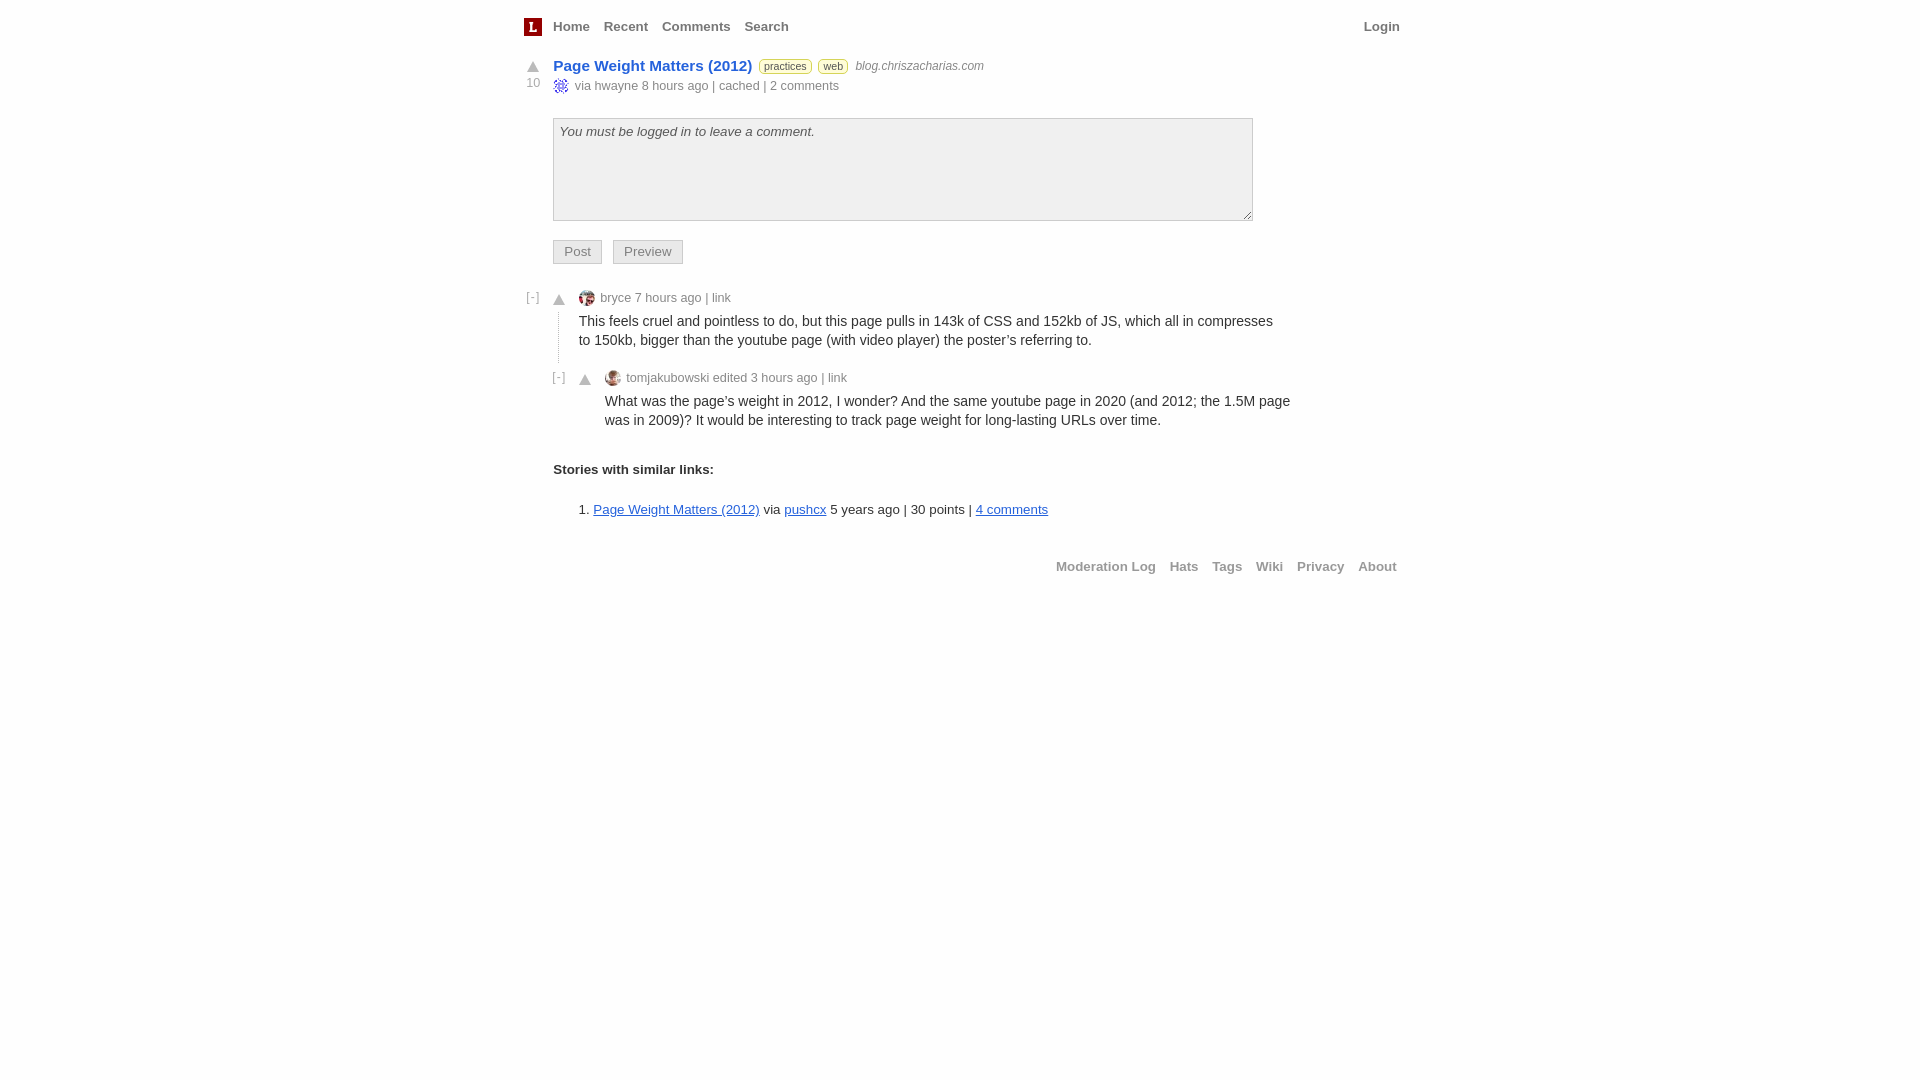 L Home Recent Comments Search Login
Page Weight Matters (2012) practices web blog.chriszacharias.com
10 via hwayne 8 hours ago | cached | 2 comments
You must be logged in to leave a comment.
Post Preview
[-] bryce 7 hours ago | link
This feels cruel and pointless to do, but this page pulls in 143k of CSS and 152kb of JS, which all in compresses
to 150kb, bigger than the youtube page (with video player) the poster’s referring to.
[-] tomjakubowski edited 3 hours ago | link
What was the page’s weight in 2012, I wonder? And the same youtube page in 2020 (and 2012; the 1.5M page
was in 2009)? It would be interesting to track page weight for long-lasting URLs over time.
Stories with similar links:
1. Page Weight Matters (2012) via pushcx 5 years ago | 30 points | 4 comments
Moderation Log Hats Tags Wiki Privacy About